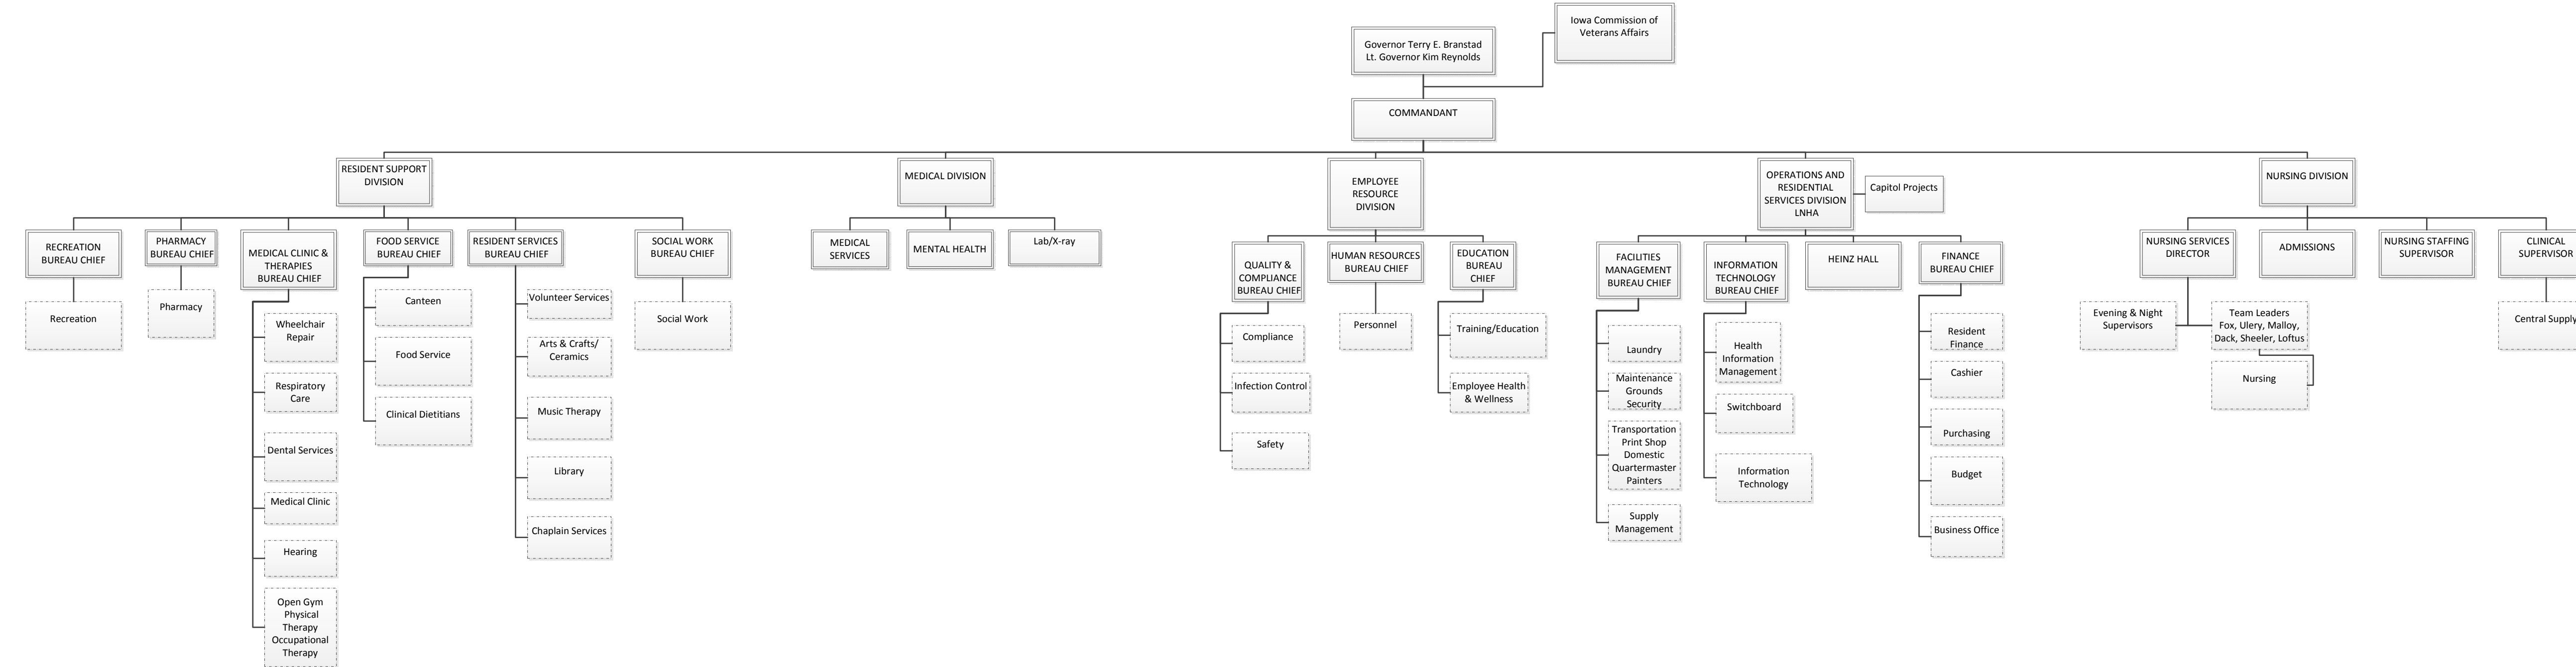 Iowa Commission of
Veterans Affairs
Governor Terry E. Branstad
Lt. Governor Kim Reynolds
COMMANDANT
RESIDENT SUPPORT
DIVISION
MEDICAL DIVISION
EMPLOYEE
RESOURCE
DIVISION
OPERATIONS AND
RESIDENTIAL
SERVICES DIVISION
LNHA
Capitol Projects
NURSING DIVISION
RECREATION
BUREAU CHIEF
PHARMACY
BUREAU CHIEF
MEDICAL CLINIC &
THERAPIES
BUREAU CHIEF
FOOD SERVICE
BUREAU CHIEF
RESIDENT SERVICES
BUREAU CHIEF
SOCIAL WORK
BUREAU CHIEF
MEDICAL
SERVICES
MENTAL HEALTH
Lab/X-ray
QUALITY &
COMPLIANCE
BUREAU CHIEF
HUMAN RESOURCES
BUREAU CHIEF
EDUCATION
BUREAU
CHIEF
FACILITIES
MANAGEMENT
BUREAU CHIEF
INFORMATION
TECHNOLOGY
BUREAU CHIEF
HEINZ HALL
FINANCE
BUREAU CHIEF
NURSING SERVICES
DIRECTOR
ADMISSIONS
NURSING STAFFING
SUPERVISOR
CLINICAL
SUPERVISOR
Recreation
Pharmacy
Wheelchair
Repair
Respiratory
Care
Dental Services
Medical Clinic
Hearing
Open Gym
Physical
Therapy
Occupational
Therapy
Canteen
Food Service
Clinical Dietitians
Volunteer Services
Arts & Crafts/
Ceramics
Music Therapy
Library
Chaplain Services
Social Work
Compliance
Infection Control
Safety
Personnel
Training/Education
Employee Health
& Wellness
Laundry
Maintenance
Grounds
Security
Transportation
Print Shop
Domestic
Quartermaster
Painters
Supply
Management
Health
Information
Management
Switchboard
Information
Technology
Resident
Finance
Cashier
Purchasing
Budget
Business Office
Evening & Night
Supervisors
Team Leaders
Fox, Ulery, Malloy,
Dack, Sheeler, Loftus
Nursing
Central Supply